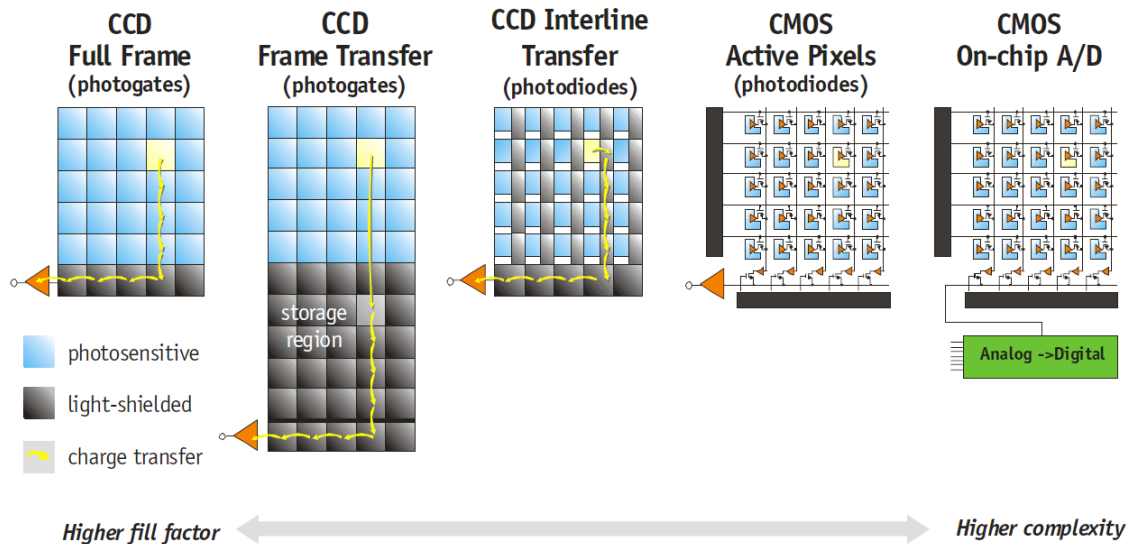 CCD
Full Frame
(photogates)
CCD
Frame Transfer
(photogates)
CCD Interline
Transfer
(photodiodes)
CMOS
Active Pixels
(photodiodes)
CMOS
On-chip A/D
storage
region
photosensitive
light-shielded
charge transfer
Analog ->Digital
Higher fill factor
Higher complexity